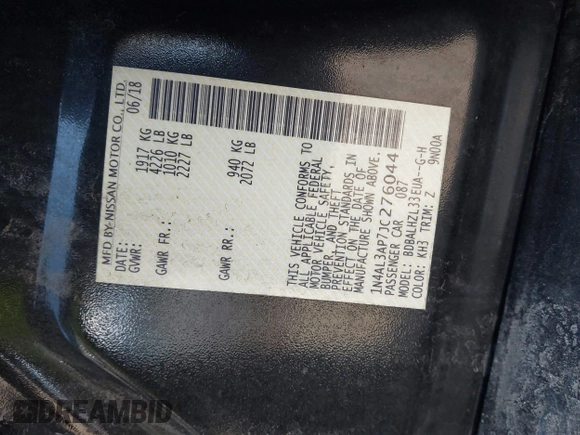 MFD BY NISSAN MOTOR CO., LTD.
DATE: 06/18
GVWR: 1917 KG
4226 LB
GAWR FR.: 1010 KG
2227 LB
GAWR RR.: 940 KG
2072 LB
THIS VEHICLE CONFORMS TO
ALL APPLICABLE FEDERAL
MOTOR VEHICLE SAFETY,
BUMPER, AND THEFT
PREVENTION STANDARDS IN
EFFECT ON THE DATE OF
MANUFACTURE SHOWN ABOVE.
1N4AL3AP7JC276044
PASSENGER CAR 087
MODEL: BDBALHZL33EUA--G-H
COLOR: KH3 TRIM: Z 9N00A
DREAMBID